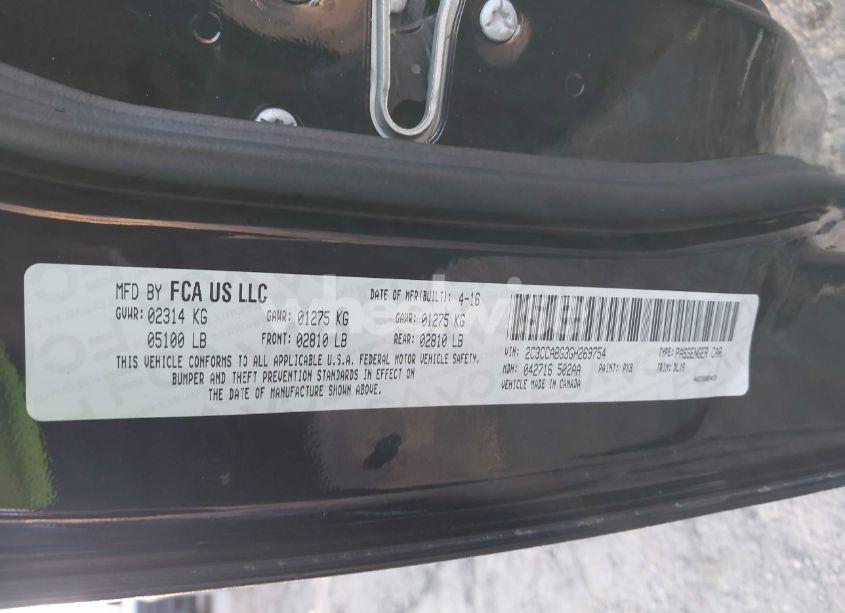 MFD BY FCA US LLC
DATE OF MFR(BUILT): 4-16
GVWR: 02314 KG
GAWR: 01275 KG
GAWR: 01275 KG
05100 LB
FRONT: 02810 LB
REAR: 02810 LB
THIS VEHICLE CONFORMS TO ALL APPLICABLE U.S.A. FEDERAL MOTOR VEHICLE SAFETY,
BUMPER AND THEFT PREVENTION STANDARDS IN EFFECT ON
THE DATE OF MANUFACTURE SHOWN ABOVE.
VIN: 2C3CCABG3GH269754
TYPE: PASSENGER CAR
MDH: 042716 502AA
PAINT: PX8
TRIM: DLX9
VEHICLE MADE IN CANADA
wheelwise